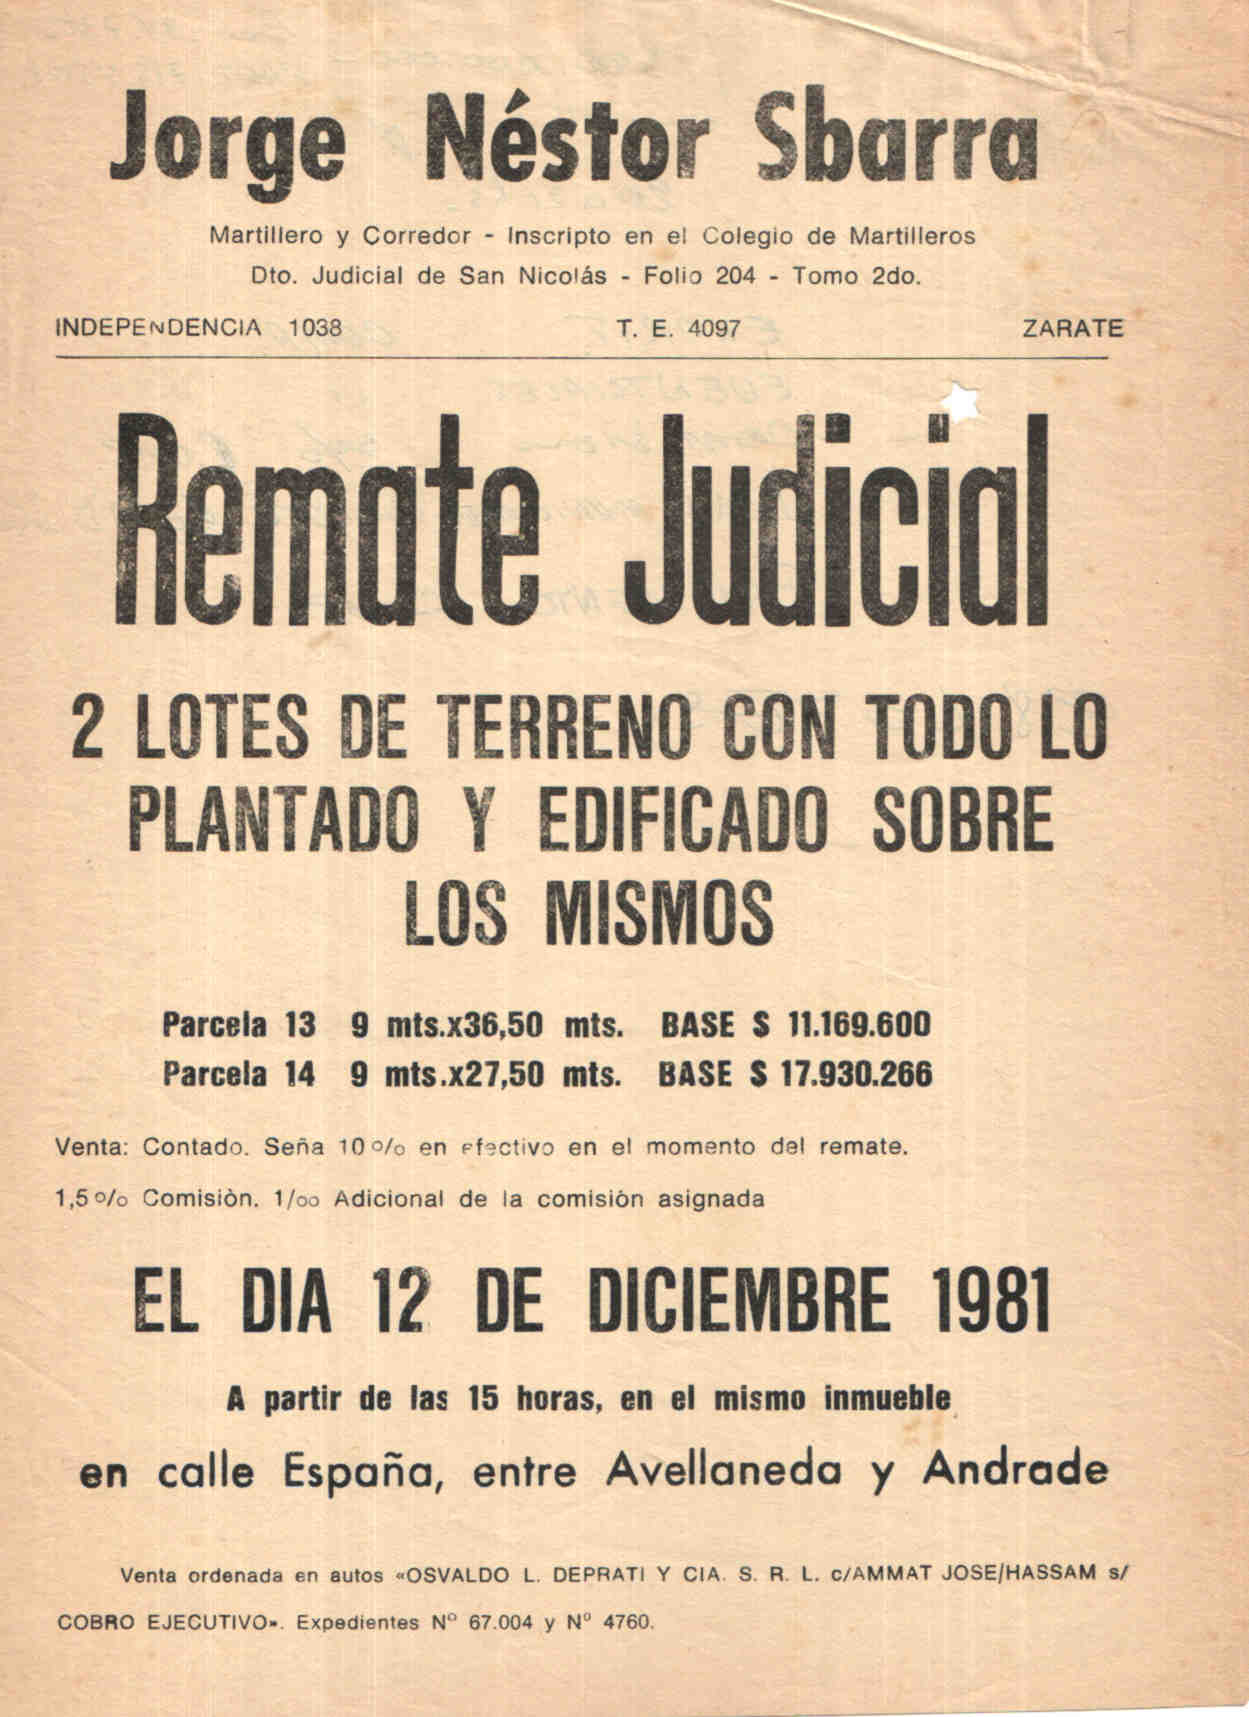 Jorge Néstor Sbarra
Martillero y Corredor - Inscripto en el Colegio de Martilleros
Dto. Judicial de San Nicolás - Folio 204 - Tomo 2do.
INDEPENDENCIA 1038 T. E. 4097 ZARATE
Remate Judicial
2 LOTES DE TERRENO CON TODO LO
PLANTADO Y EDIFICADO SOBRE
LOS MISMOS
Parcela 13 9 mts.x36,50 mts. BASE $ 11.169.600
Parcela 14 9 mts.x27,50 mts. BASE $ 17.930.266
Venta: Contado. Seña 10 o/o en efectivo en el momento del remate.
1,5 o/o Comisiòn. 1/oo Adicional de la comisión asignada
EL DIA 12 DE DICIEMBRE 1981
A partir de las 15 horas, en el mismo inmueble
en calle España, entre Avellaneda y Andrade
Venta ordenada en autos «OSVALDO L. DEPRATI Y CIA. S. R. L. c/AMMAT JOSE/HASSAM s/
COBRO EJECUTIVO». Expedientes Nº 67.004 y Nº 4760.